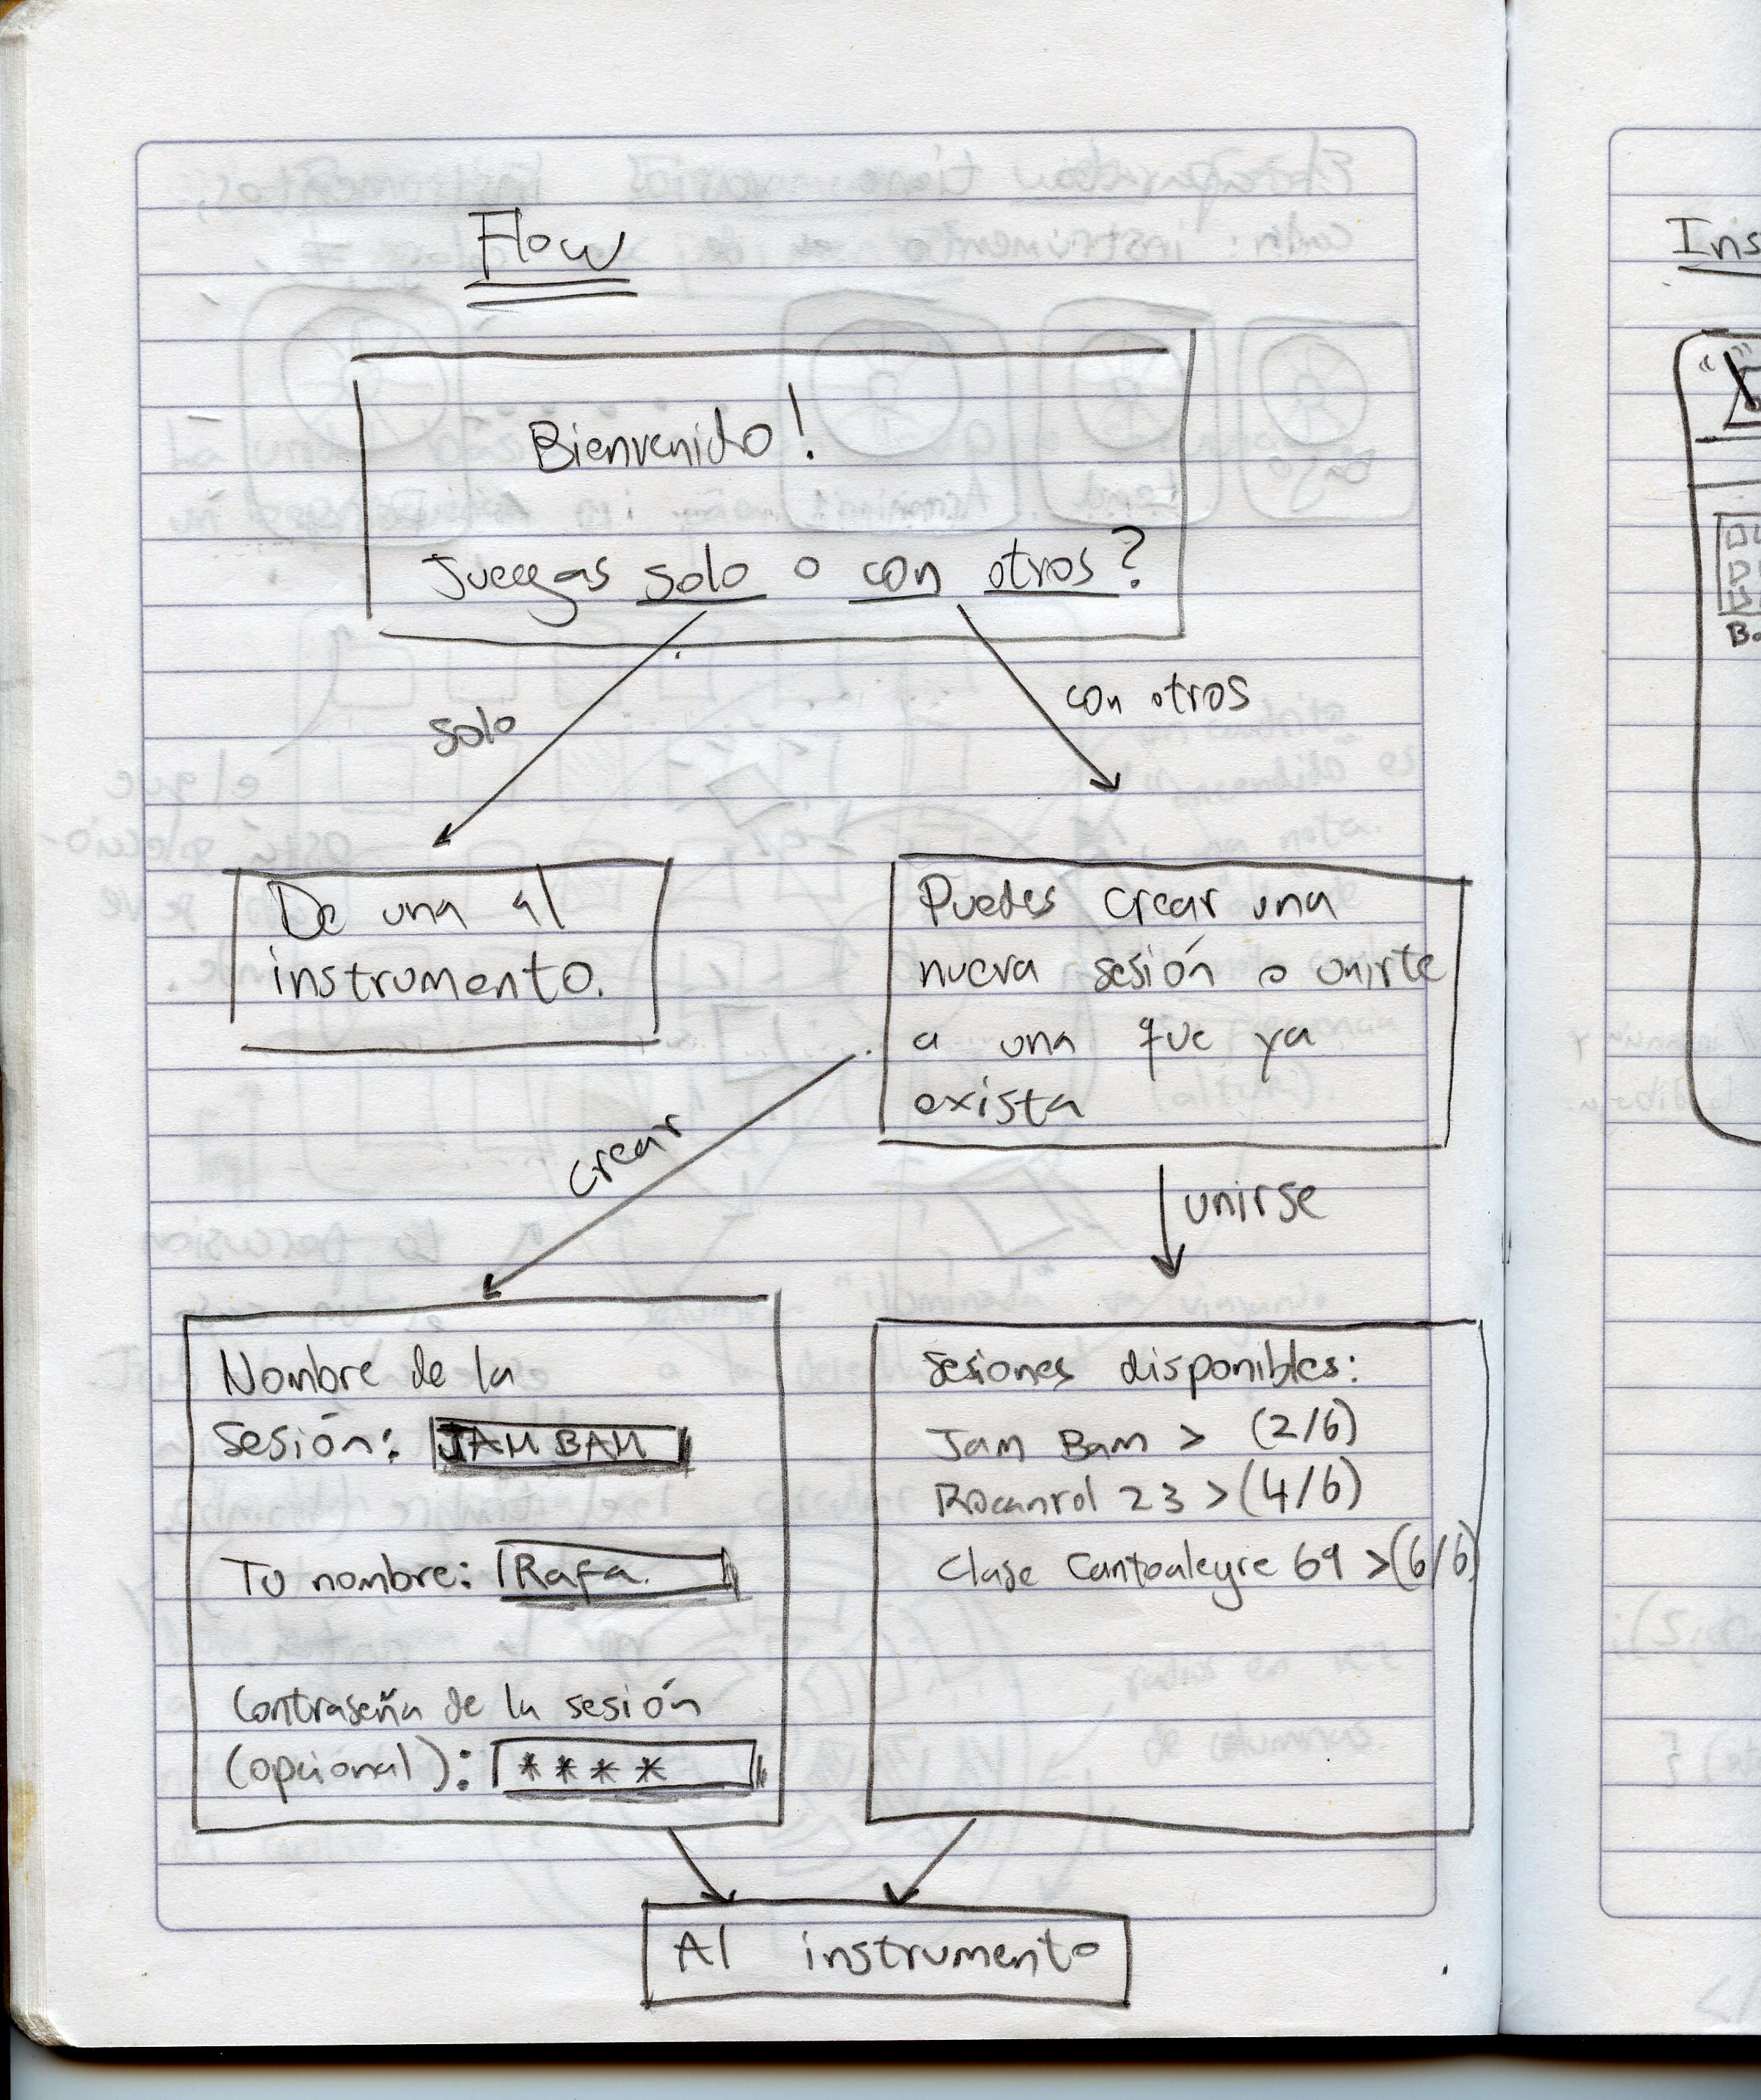 Flow
Bienvenido!
Juegas solo o con otros?
solo
con otros
De una al
instrumento.
Puedes crear una
nueva sesión o unirte
a una que ya
exista
crear
unirse
Nombre de la
Sesión: JAM BAM
Tu nombre: Rafa.
Contraseña de la sesión
(opcional): ****
Sesiones disponibles:
Jam Bam > (2/6)
Rocanrol 23 > (4/6)
Clase Cantoalegre 69 > (6/6)
Al instrumento